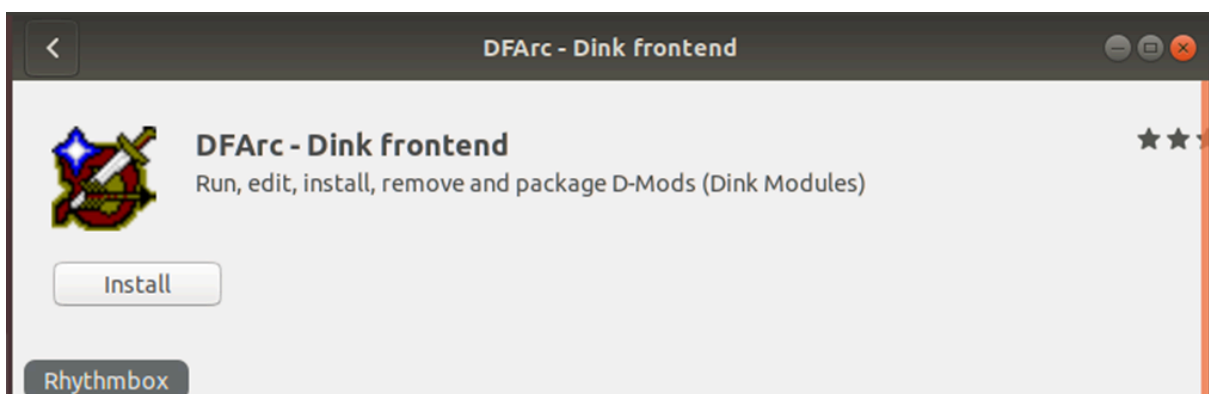 DFArc - Dink frontend
DFArc - Dink frontend
Run, edit, install, remove and package D-Mods (Dink Modules)
Install
Rhythmbox